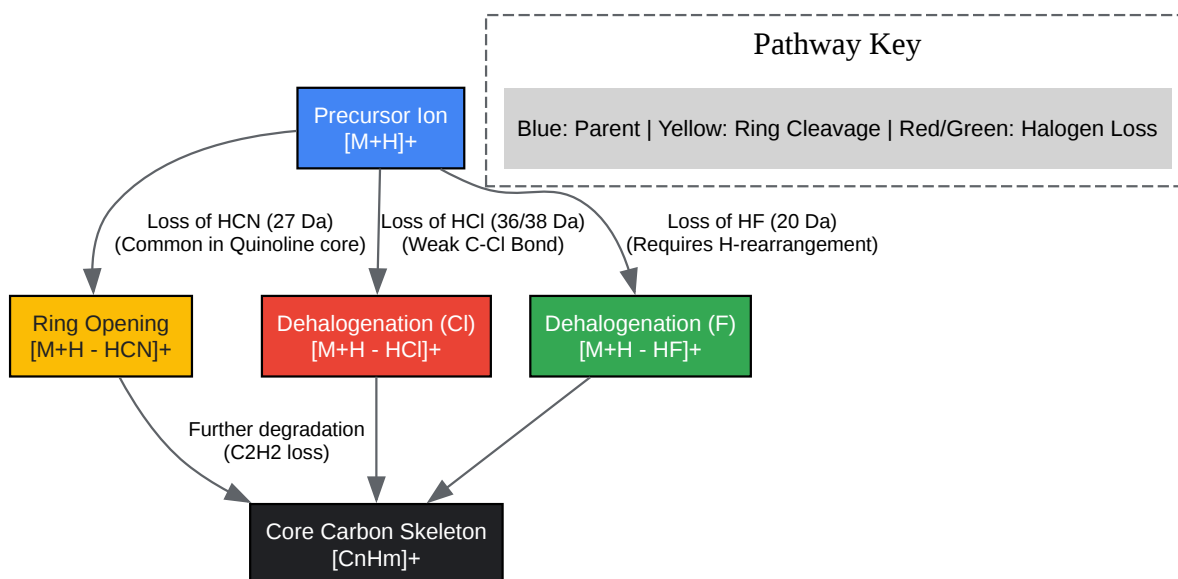 Pathway Key
Blue: Parent | Yellow: Ring Cleavage | Red/Green: Halogen Loss
Precursor Ion
[M+H]+
Loss of HCN (27 Da)
(Common in Quinoline core)
Loss of HCl (36/38 Da)
(Weak C-Cl Bond)
Loss of HF (20 Da)
(Requires H-rearrangement)
Ring Opening
[M+H - HCN]+
Dehalogenation (Cl)
[M+H - HCl]+
Dehalogenation (F)
[M+H - HF]+
Further degradation
(C2H2 loss)
Core Carbon Skeleton
[CnHm]+